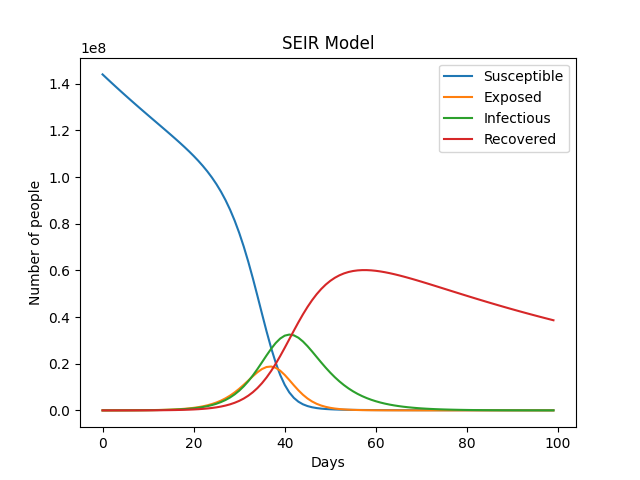 SEIR Model
1e8
1.4
1.2
1.0
0.8
0.6
0.4
0.2
0.0
Number of people
Susceptible
Exposed
Infectious
Recovered
0 20 40 60 80 100
Days